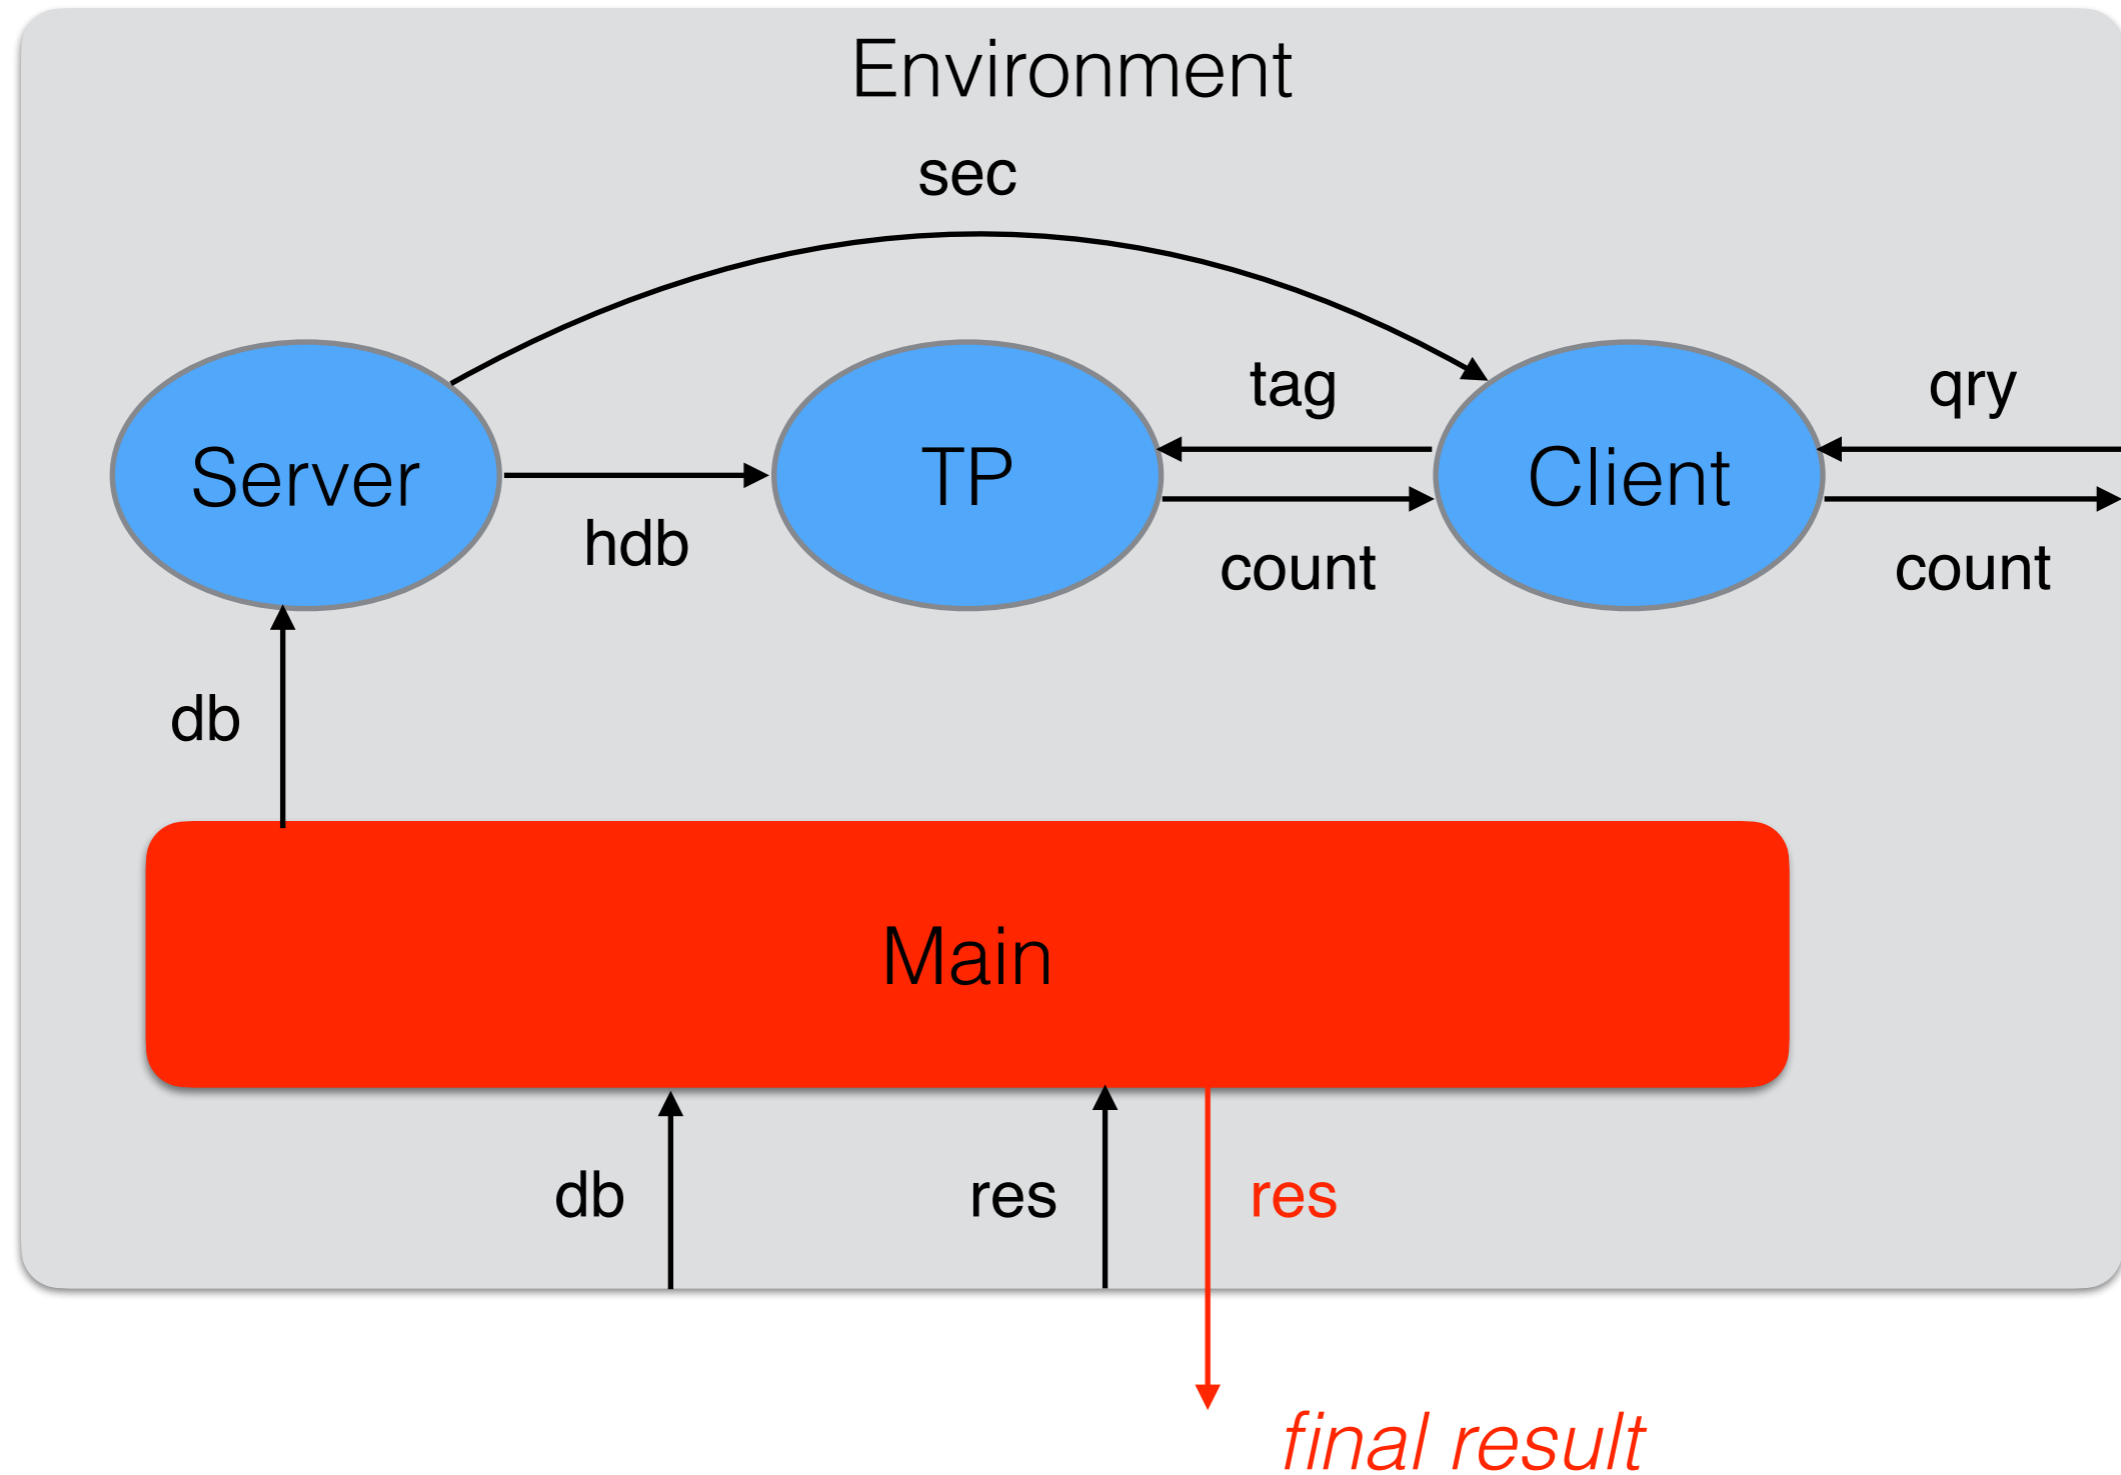 Environment
sec
tag
qry
Server
TP
Client
hdb
count
count
db
Main
db
res
res
final result